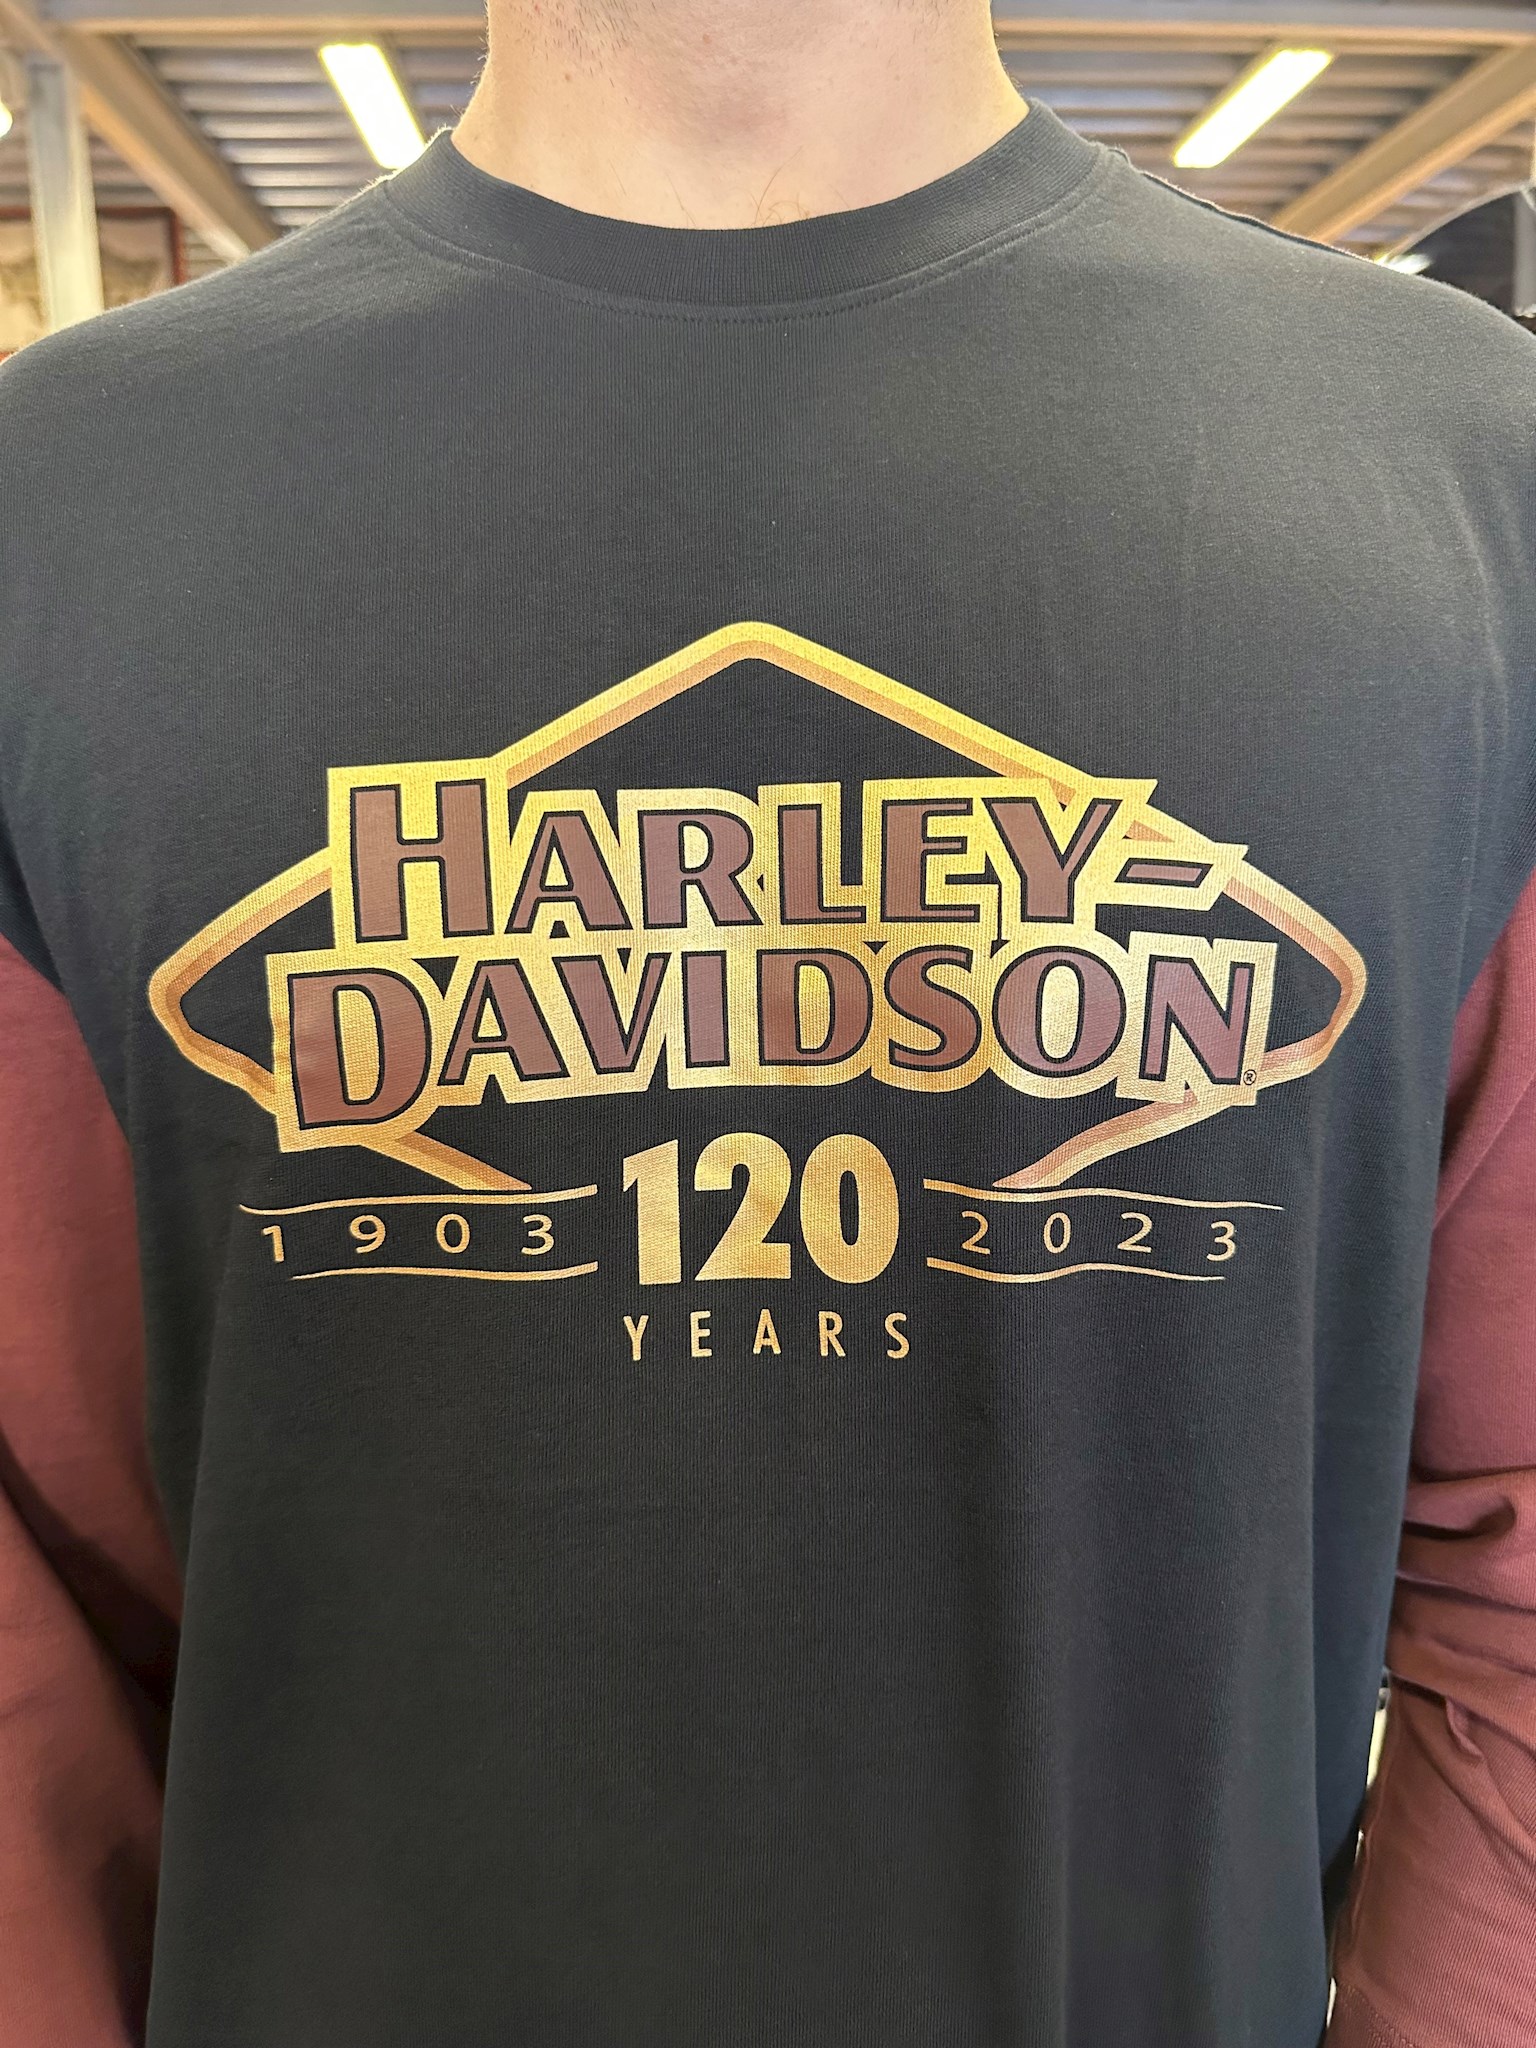 HARLEY-
DAVIDSON®
1903 120 2023
YEARS